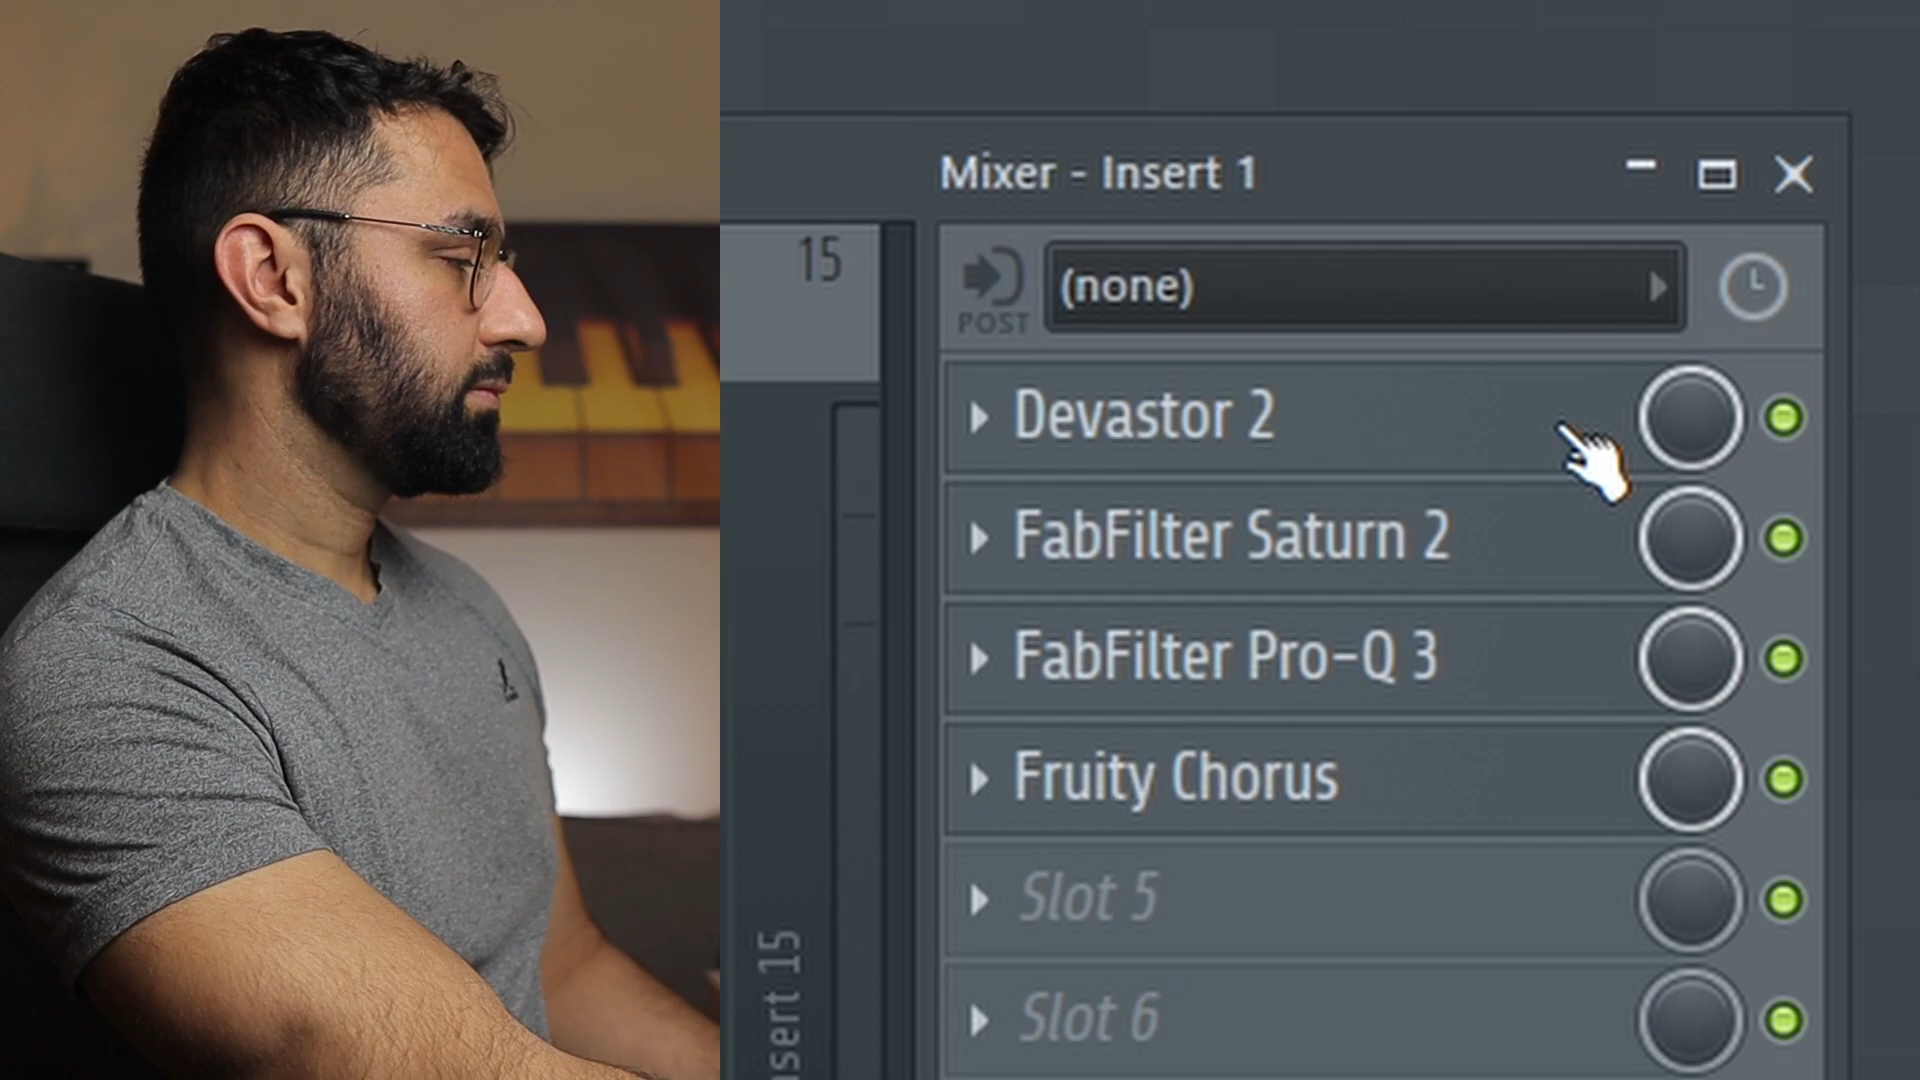 Mixer - Insert 1
15
(none)
POST
Devastor 2
FabFilter Saturn 2
FabFilter Pro-Q 3
Fruity Chorus
Slot 5
Slot 6
nsert 15